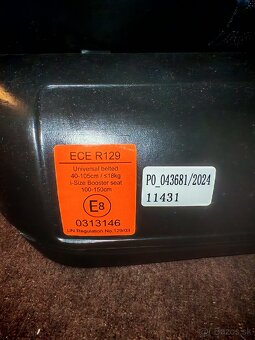 ECE R129
Universal belted
40-105cm / ≤18kg
i-Size Booster seat
100-150cm
E8
0313146
UN Regulation No.129/03
PO_043681/2024
11431